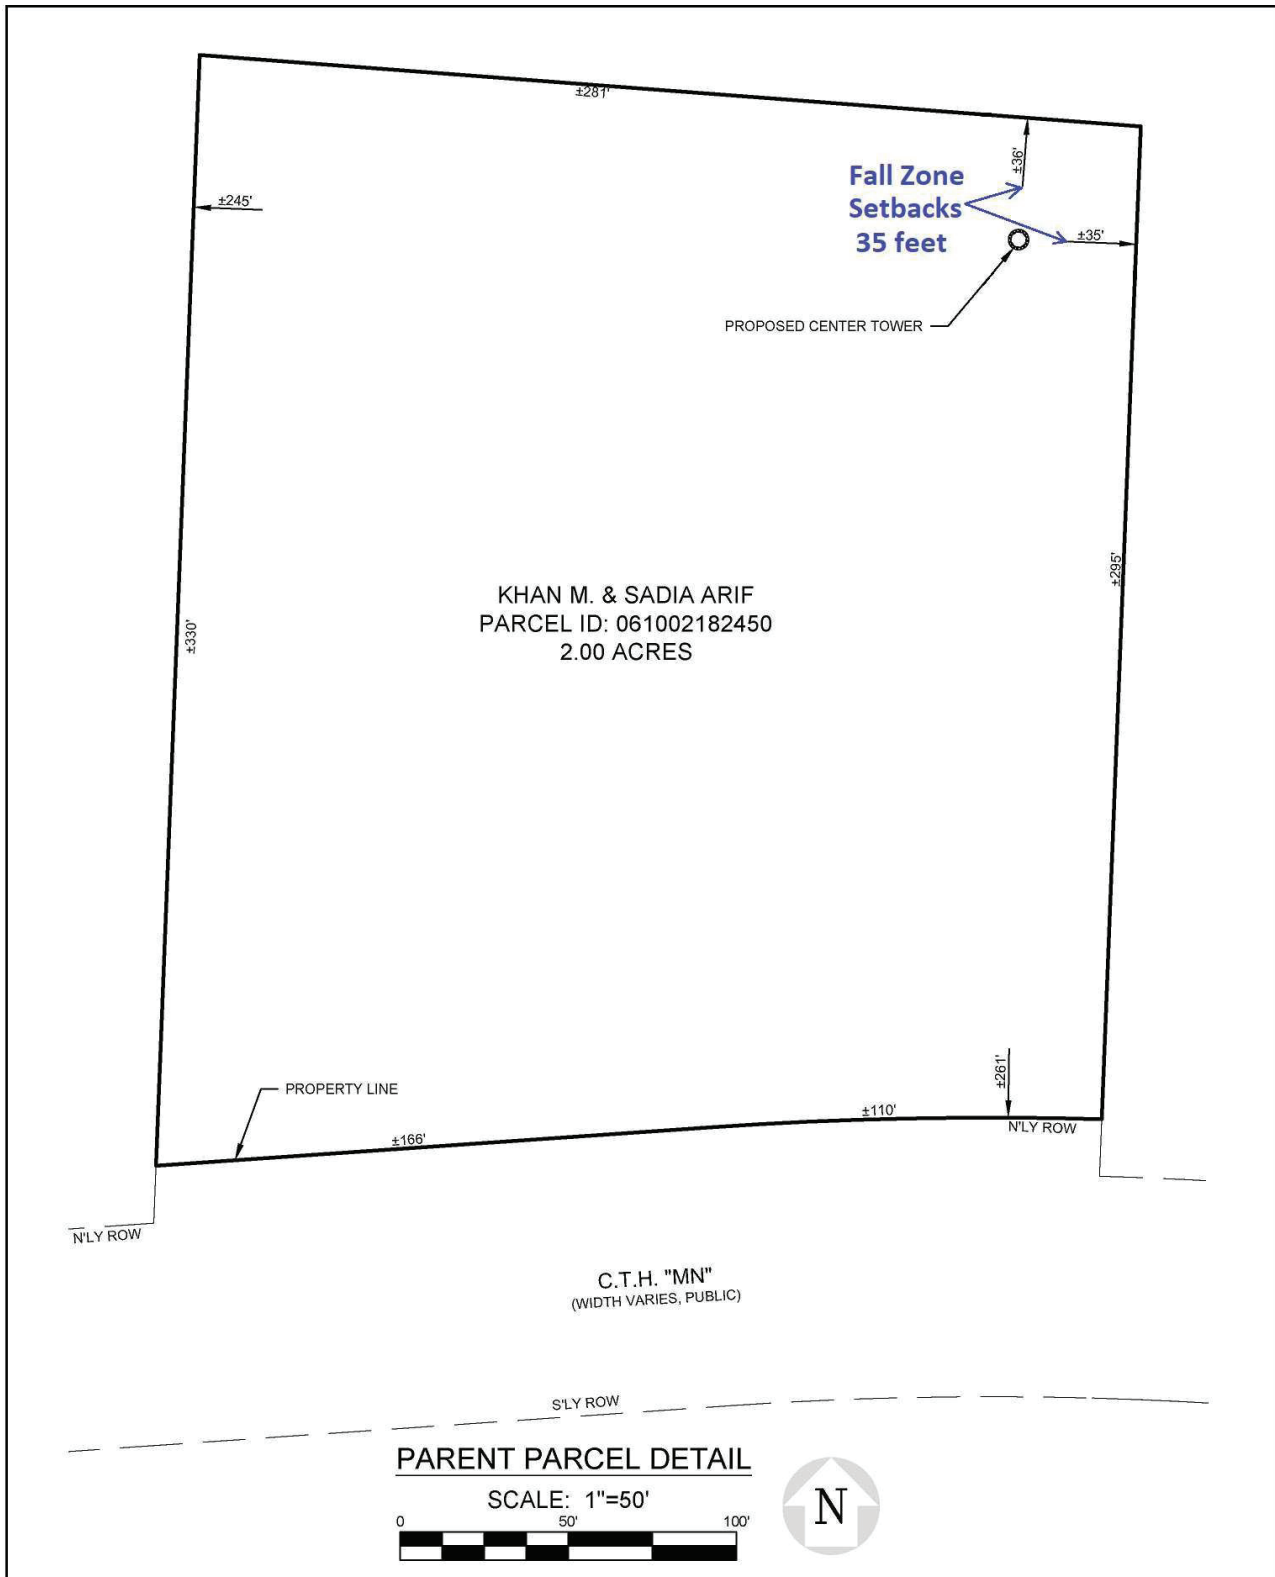 ±281'
±36'
Fall Zone
Setbacks
35 feet
±245'
±35'
PROPOSED CENTER TOWER
±295'
KHAN M. & SADIA ARIF
PARCEL ID: 061002182450
2.00 ACRES
±330'
±261'
PROPERTY LINE
±110'
±166'
N'LY ROW
N'LY ROW
C.T.H. "MN"
(WIDTH VARIES, PUBLIC)
S'LY ROW
PARENT PARCEL DETAIL
SCALE: 1"=50'
0 50' 100'
N